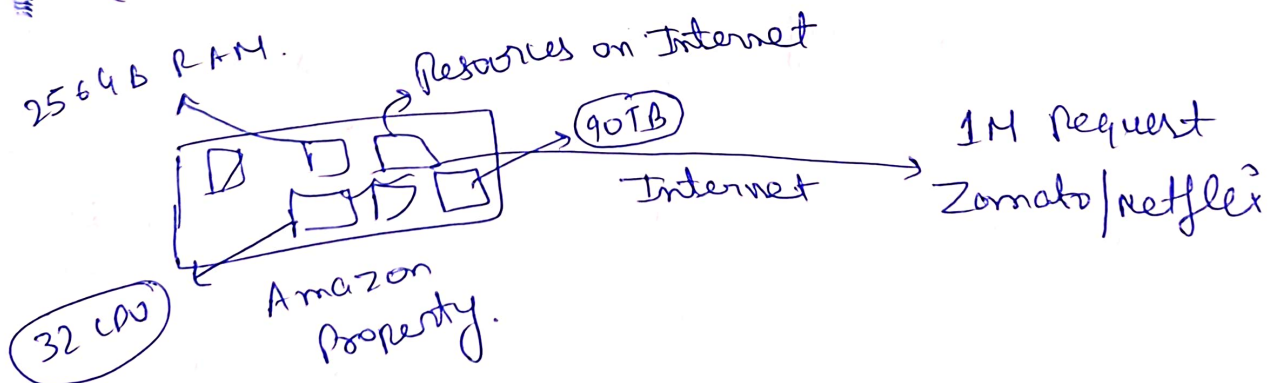 256GB RAM.
Resources on Internet
90TB
1M Request
Internet
Zomato/netflix
32 CPU
Amazon
Property.